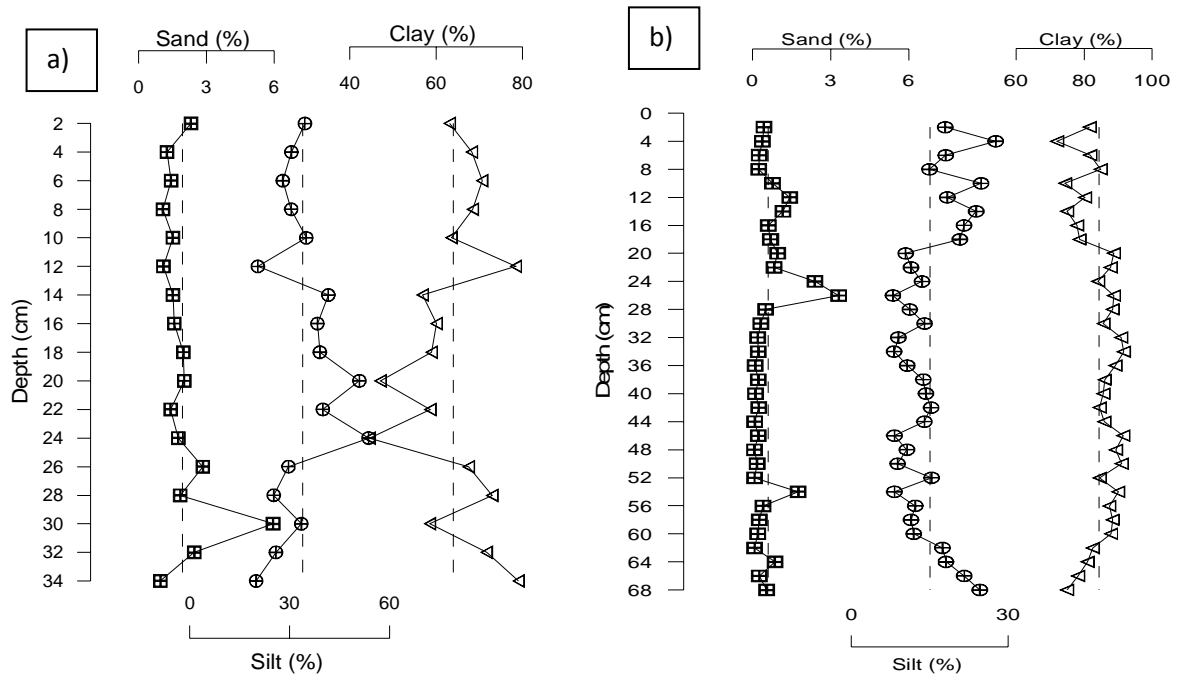 a)
Sand (%)
0 3 6
Clay (%)
40 60 80
Depth (cm)
2
4
6
8
10
12
14
16
18
20
22
24
26
28
30
32
34
0 30 60
Silt (%)
b)
Sand (%)
0 3 6
Clay (%)
60 80 100
Depth (cm)
0
4
8
12
16
20
24
28
32
36
40
44
48
52
56
60
64
68
0 30
Silt (%)